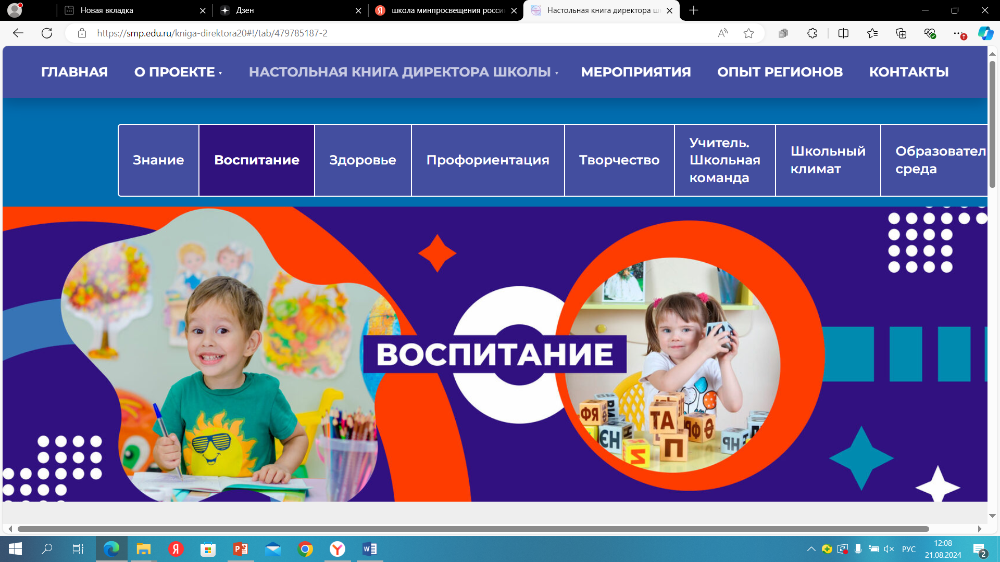 Новая вкладка
Дзен
школа минпросвещения росси
Настольная книга директора ш
https://smp.edu.ru/kniga-direktora20#!/tab/479785187-2
ГЛАВНАЯ
О ПРОЕКТЕ
НАСТОЛЬНАЯ КНИГА ДИРЕКТОРА ШКОЛЫ
МЕРОПРИЯТИЯ
ОПЫТ РЕГИОНОВ
КОНТАКТЫ
Знание
Воспитание
Здоровье
Профориентация
Творчество
Учитель.
Школьная
команда
Школьный
климат
Образовател
среда
ВОСПИТАНИЕ
ФЯ
ТА
П
РУС
12:08
21.08.2024
2